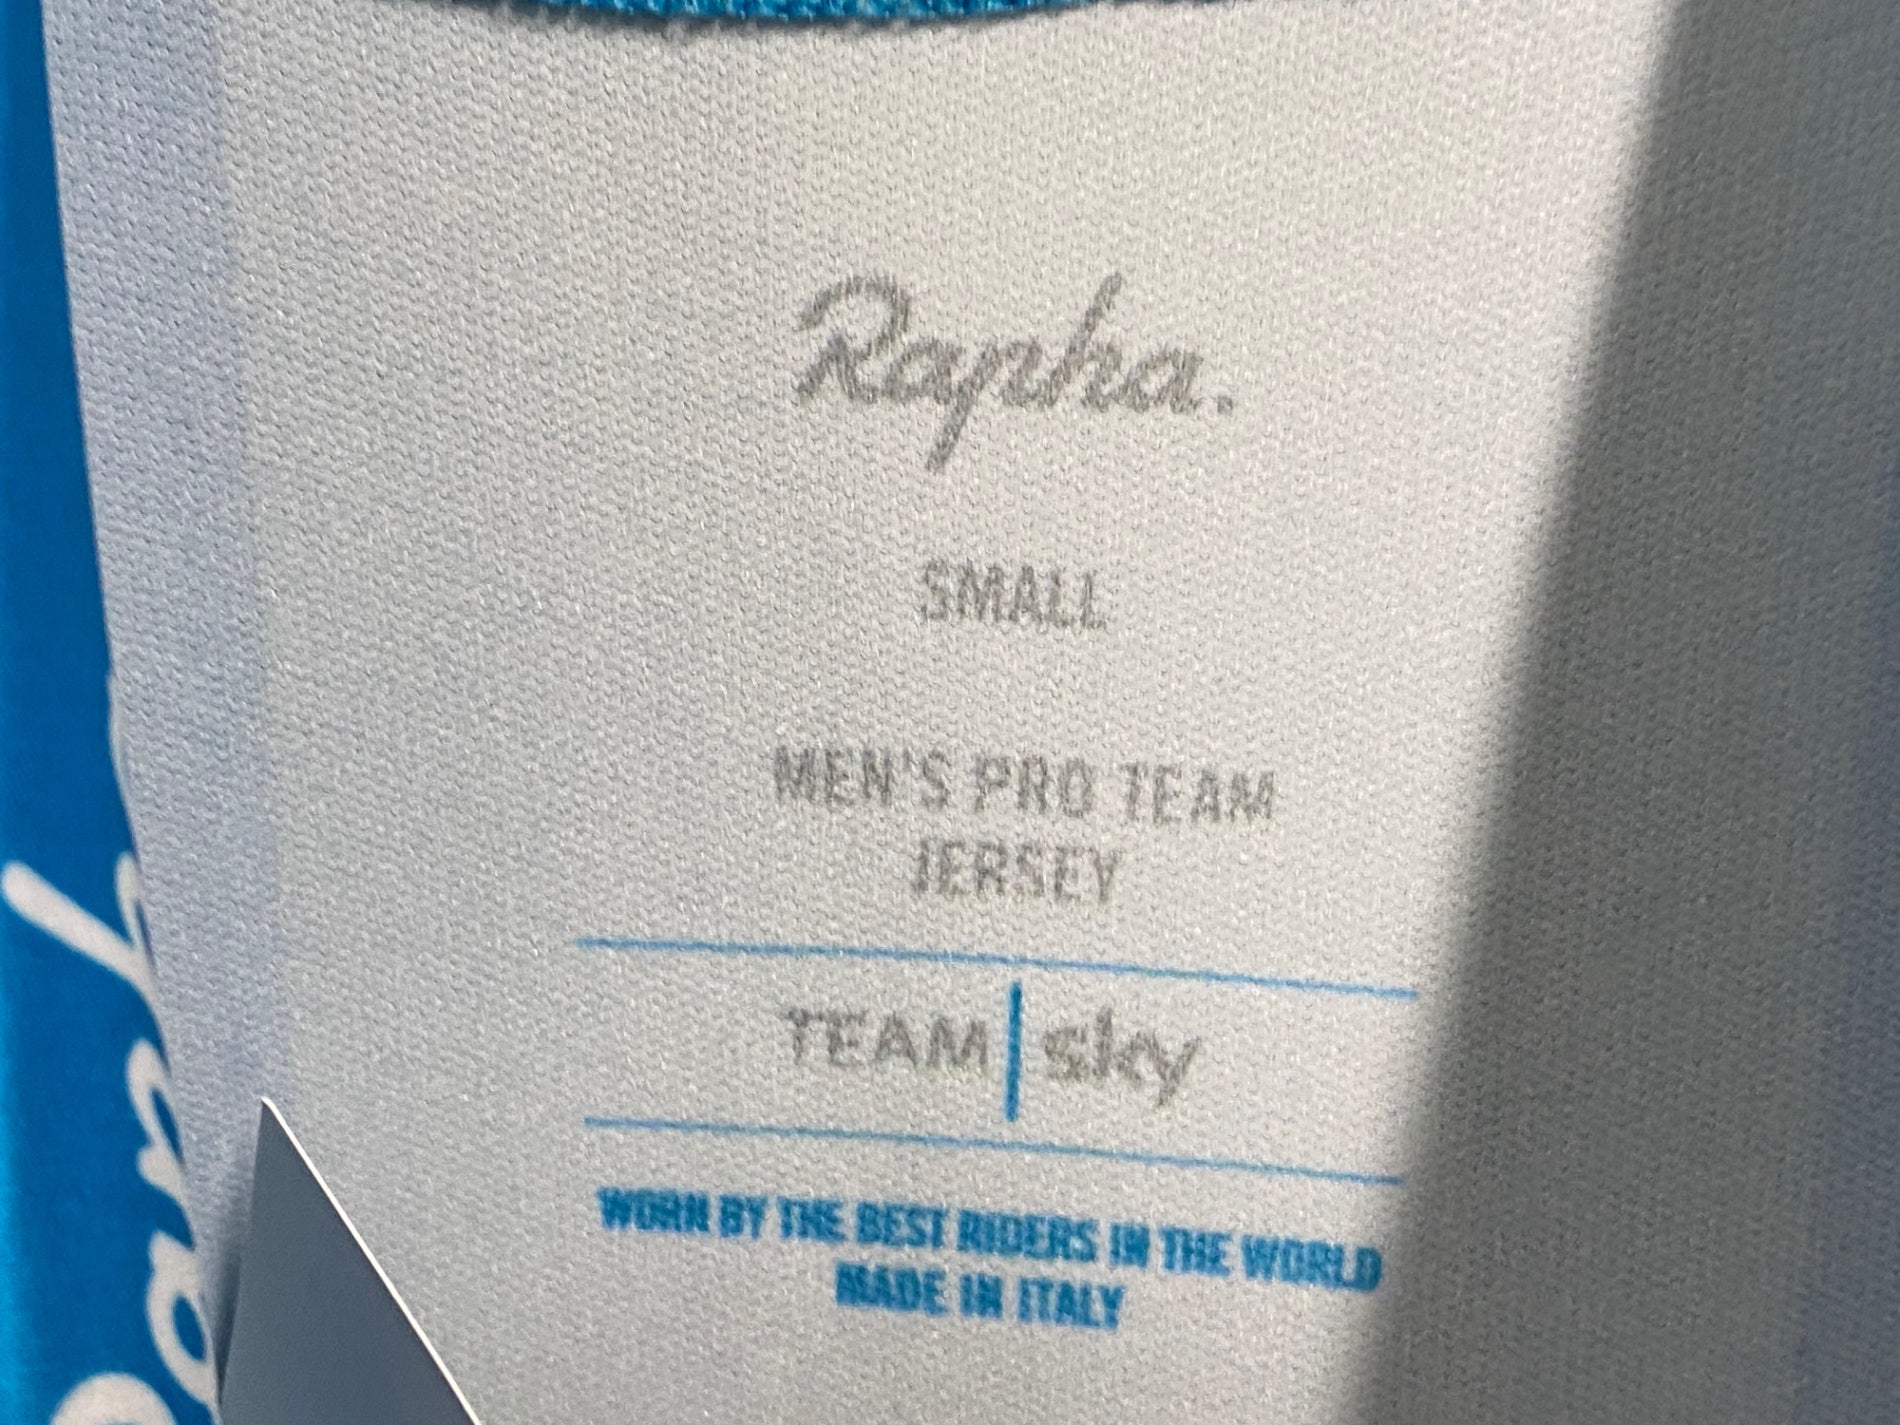 Rapha.
SMALL
MEN'S PRO TEAM
JERSEY
TEAM sky
WORN BY THE BEST RIDERS IN THE WORLD
MADE IN ITALY